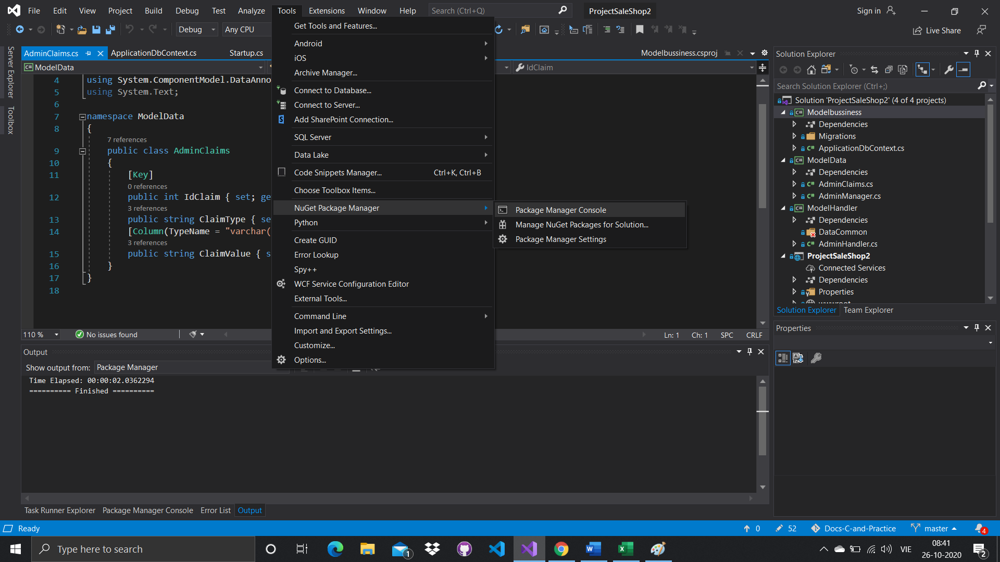 File Edit View Project Build Debug Test Analyze Tools Extensions Window Help Search (Ctrl+Q) ProjectSaleShop2 Sign in
Debug Any CPU Live Share
Server Explorer
Toolbox
AdminClaims.cs ApplicationDbContext.cs Startup.cs Modelbussiness.csproj
ModelData IdClaim
4 using System.ComponentModel.DataAnno
5 using System.Text;
6
7 namespace ModelData
8 {
7 references
9 public class AdminClaims
10 {
11 [Key]
0 references
12 public int IdClaim { set; ge
3 references
13 public string ClaimType { se
14 [Column(TypeName = "varchar(
3 references
15 public string ClaimValue { s
16 }
17 }
18
110 % No issues found Ln: 1 Ch: 1 SPC CRLF
Get Tools and Features...
Android
iOS
Archive Manager...
Connect to Database...
Connect to Server...
Add SharePoint Connection...
SQL Server
Data Lake
Code Snippets Manager... Ctrl+K, Ctrl+B
Choose Toolbox Items...
NuGet Package Manager
Python
Create GUID
Error Lookup
Spy++
WCF Service Configuration Editor
External Tools...
Command Line
Import and Export Settings...
Customize...
Options...
Package Manager Console
Manage NuGet Packages for Solution...
Package Manager Settings
Output
Show output from: Package Manager
Time Elapsed: 00:00:02.0362294
========== Finished ==========
Task Runner Explorer Package Manager Console Error List Output
Solution Explorer
Search Solution Explorer (Ctrl+;)
Solution 'ProjectSaleShop2' (4 of 4 projects)
Modelbussiness
Dependencies
Migrations
ApplicationDbContext.cs
ModelData
Dependencies
AdminClaims.cs
AdminManager.cs
ModelHandler
Dependencies
DataCommon
AdminHandler.cs
ProjectSaleShop2
Connected Services
Dependencies
Properties
wwwroot
Solution Explorer Team Explorer
Properties
Ready 0 52 Docs-C-and-Practice master 4
Type here to search 1 VIE 08:41
26-10-2020 2